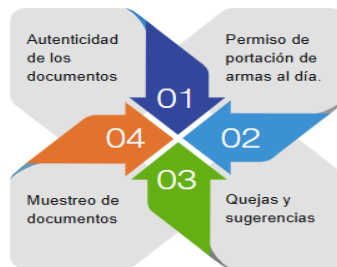 Autenticidad
de los
documentos
01
Permiso de
portación de
armas al día.
02
Quejas y
sugerencias
03
Muestreo de
documentos
04